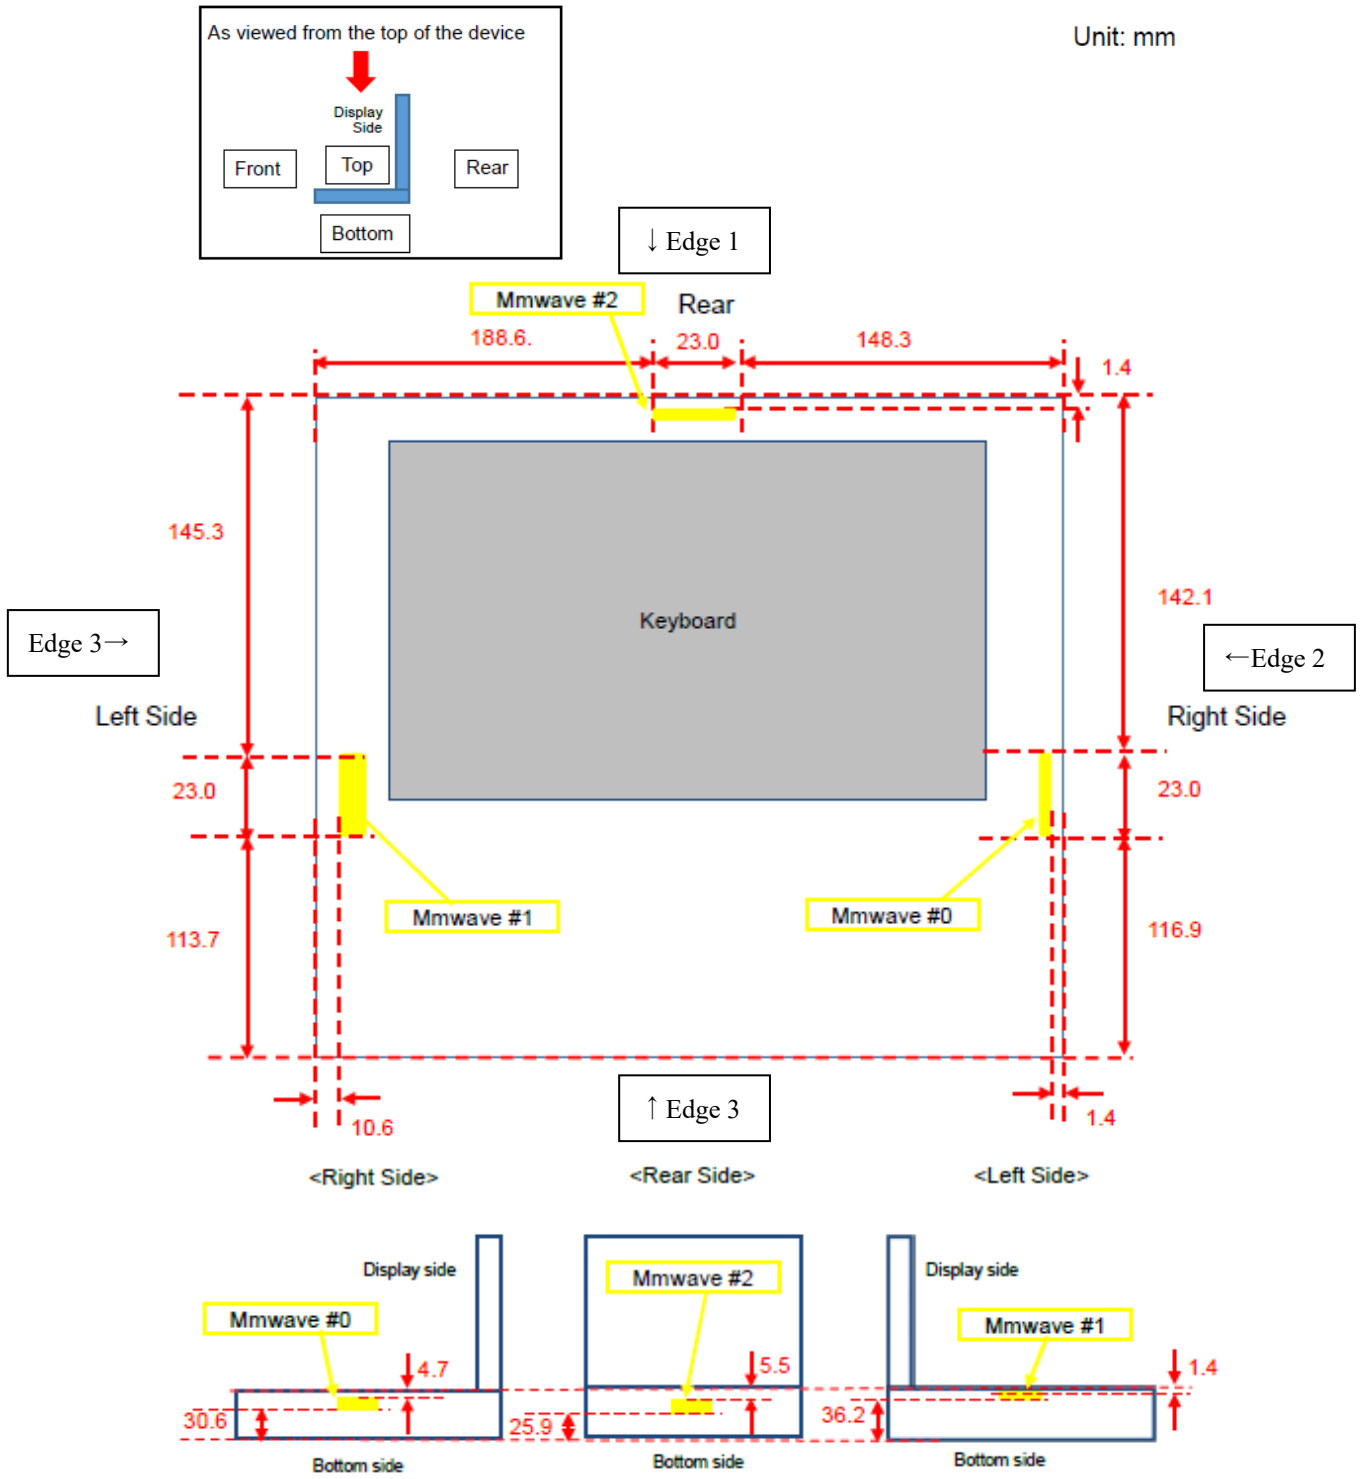 As viewed from the top of the device
Unit: mm
Display
Side
Front
Top
Rear
Bottom
↓ Edge 1
Mmwave #2
Rear
188.6.
23.0
148.3
1.4
145.3
142.1
Keyboard
Edge 3→
←Edge 2
Left Side
Right Side
23.0
23.0
Mmwave #1
Mmwave #0
113.7
116.9
↑ Edge 3
10.6
1.4
<Right Side>
<Rear Side>
<Left Side>
Display side
Mmwave #2
Display side
Mmwave #0
Mmwave #1
4.7
5.5
1.4
30.6
25.9
36.2
Bottom side
Bottom side
Bottom side